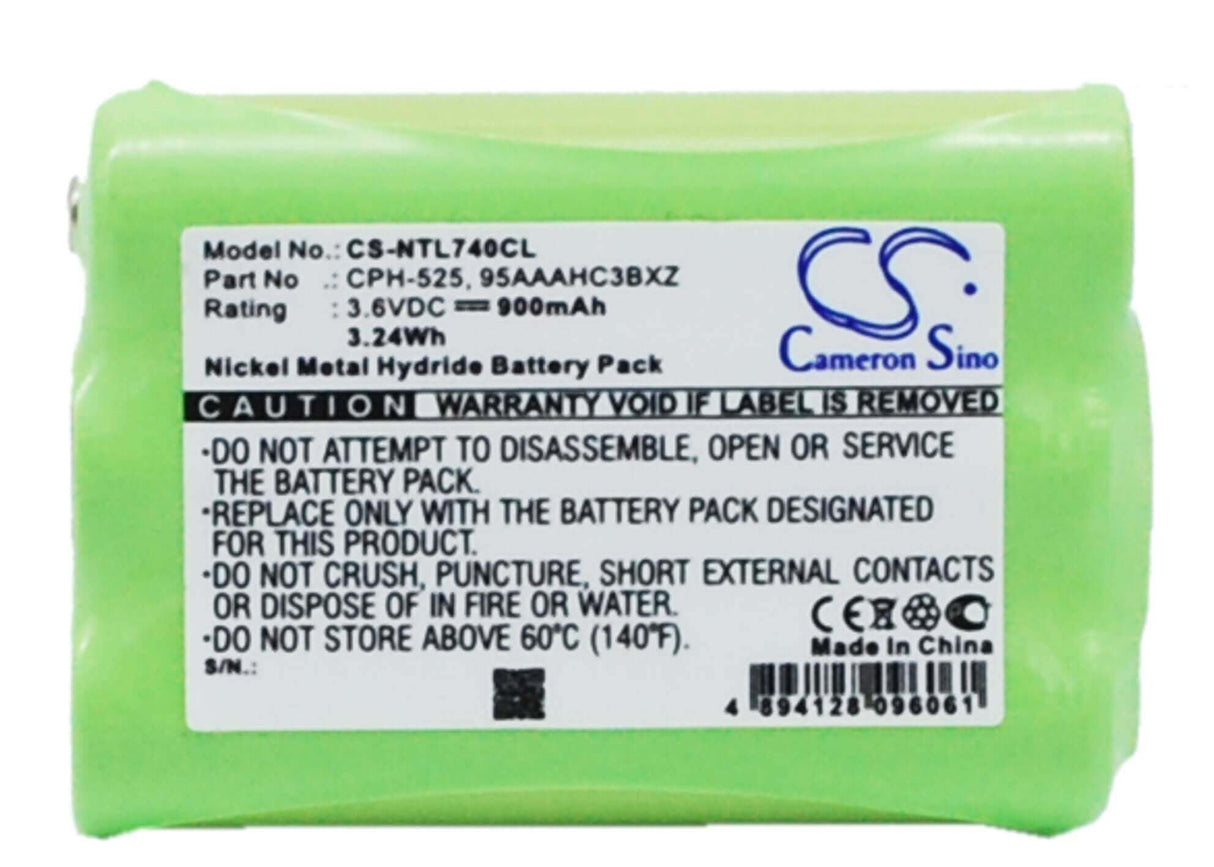 Model No.: CS-NTL740CL
Part No .: CPH-525, 95AAAHC3BXZ
Rating : 3.6VDC ⎓ 900mAh
3.24Wh
Nickel Metal Hydride Battery Pack
CS
Cameron Sino
CAUTION WARRANTY VOID IF LABEL IS REMOVED
·DO NOT ATTEMPT TO DISASSEMBLE, OPEN OR SERVICE
THE BATTERY PACK.
·REPLACE ONLY WITH THE BATTERY PACK DESIGNATED
FOR THIS PRODUCT.
·DO NOT CRUSH, PUNCTURE, SHORT EXTERNAL CONTACTS
OR DISPOSE OF IN FIRE OR WATER.
·DO NOT STORE ABOVE 60°C (140°F).
CE
Made In China
S/N.:
4 894128 096061